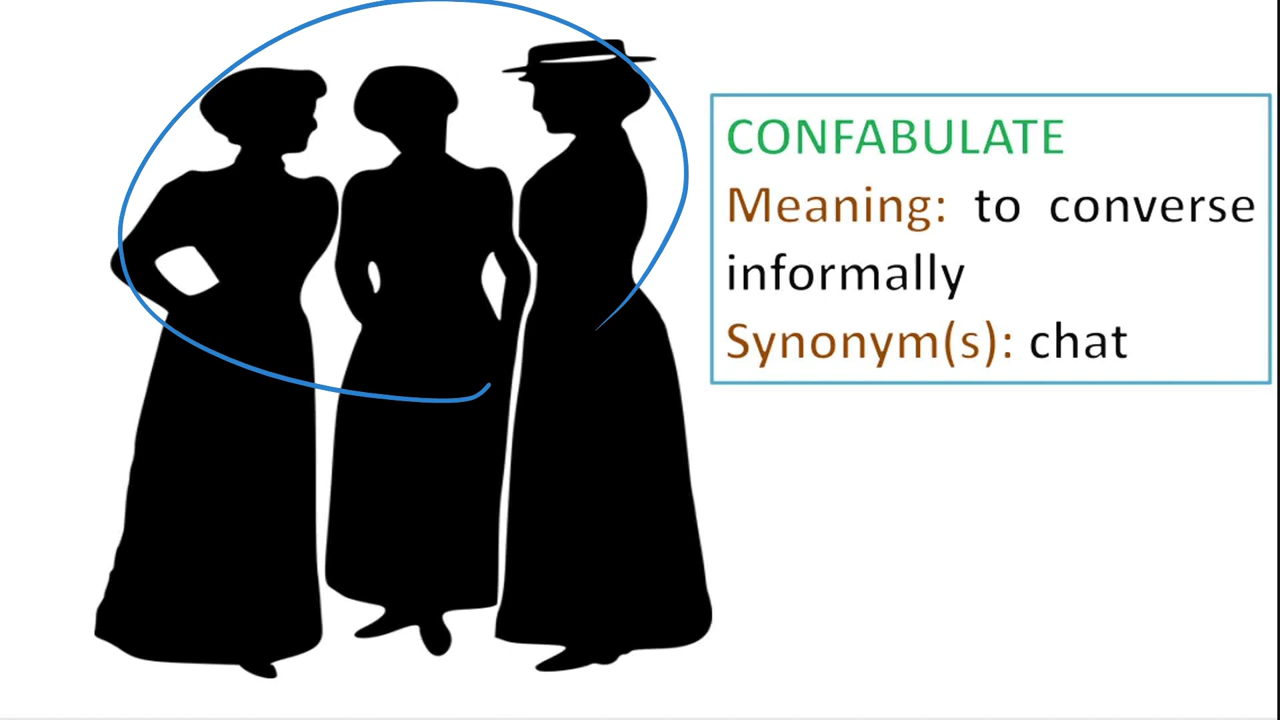 CONFABULATE
Meaning: to converse
informally
Synonym(s): chat